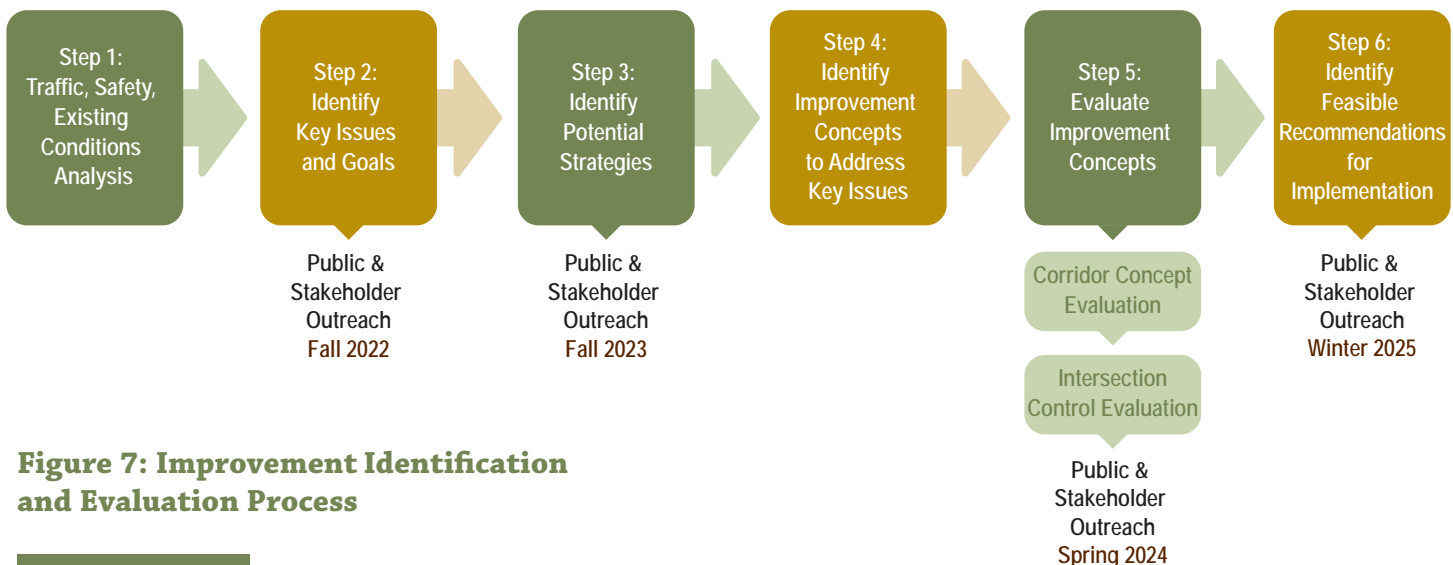 Step 1:
Traffic, Safety,
Existing
Conditions
Analysis
Step 2:
Identify
Key Issues
and Goals
Step 3:
Identify
Potential
Strategies
Step 4:
Identify
Improvement
Concepts
to Address
Key Issues
Step 5:
Evaluate
Improvement
Concepts
Step 6:
Identify
Feasible
Recommendations
for
Implementation
Public &
Stakeholder
Outreach
Fall 2022
Public &
Stakeholder
Outreach
Fall 2023
Corridor Concept
Evaluation
Intersection
Control Evaluation
Public &
Stakeholder
Outreach
Spring 2024
Public &
Stakeholder
Outreach
Winter 2025
Figure 7: Improvement Identification
and Evaluation Process